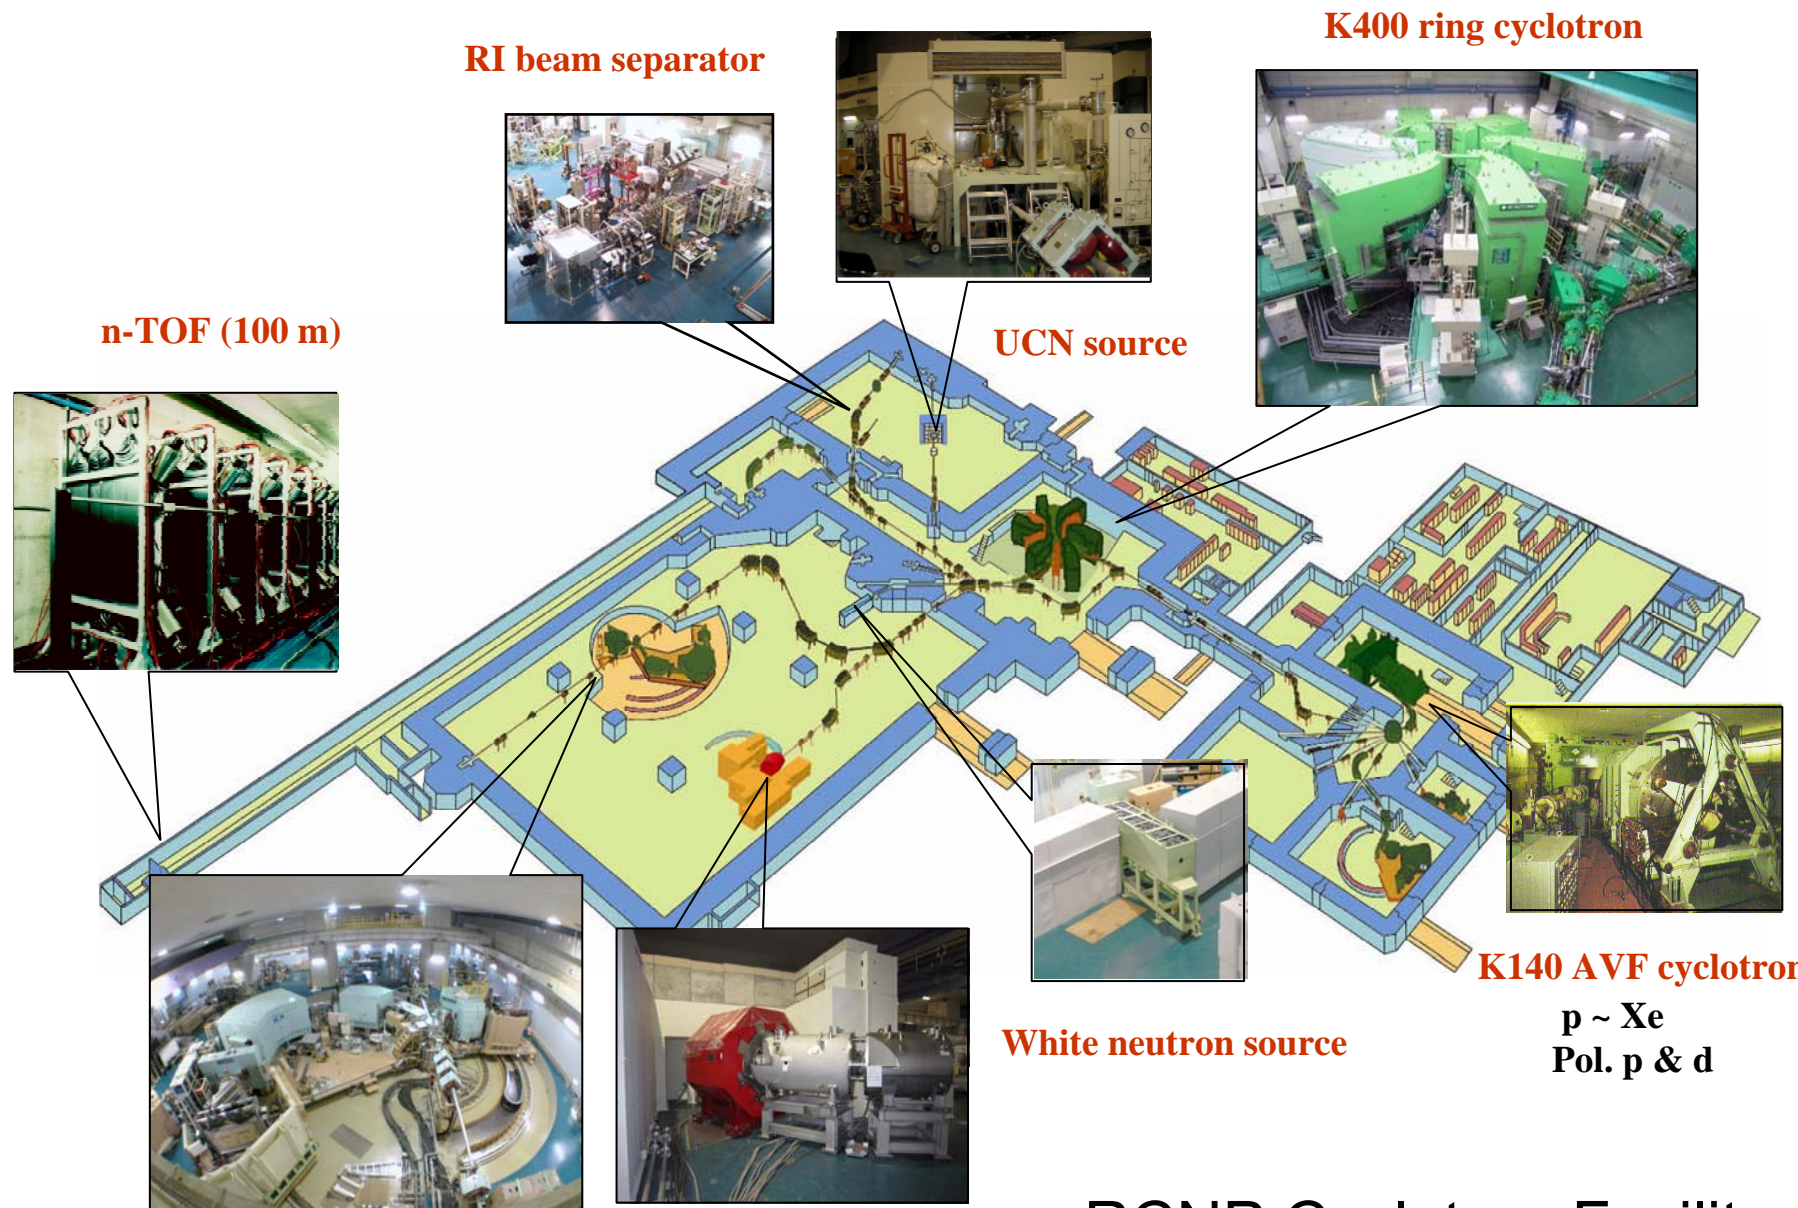 K400 ring cyclotron
RI beam separator
n-TOF (100 m)
UCN source
K140 AVF cyclotron
p ~ Xe
Pol. p & d
White neutron source